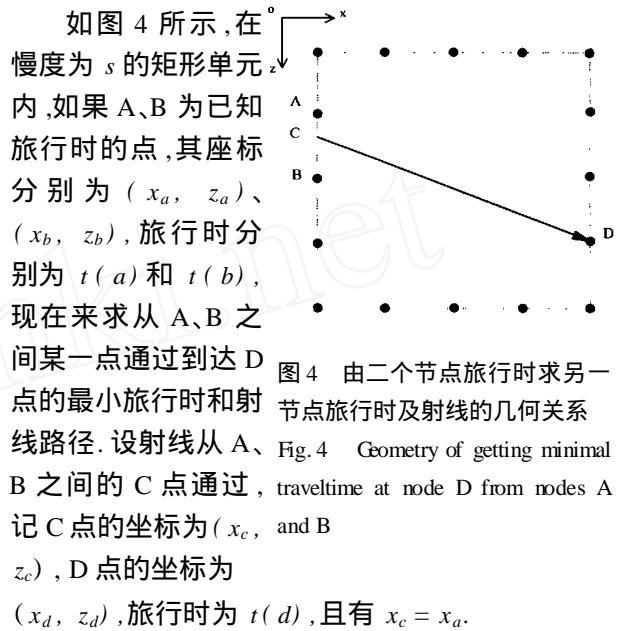 如图 4 所示 ,在
慢度为 s 的矩形单元
内 ,如果 A、B 为已知
旅行时的点 ,其座标
分 别 为 ( xa , za ) 、
( xb , zb ) ,旅行时分
别为 t ( a) 和 t ( b) ,
现在来求从 A、B 之
间某一点通过到达 D
点的最小旅行时和射
线路径. 设射线从 A、
B 之间的 C 点通过 ,
记 C 点的坐标为( xc ,
zc) , D 点的坐标为
( xd , zd) ,旅行时为 t ( d) ,且有 xc = xa .
o
x
z
A
C
B
D
图 4 由二个节点旅行时求另一
节点旅行时及射线的几何关系
Fig. 4 Geometry of getting minimal
traveltime at node D from nodes A
and B
nki.net